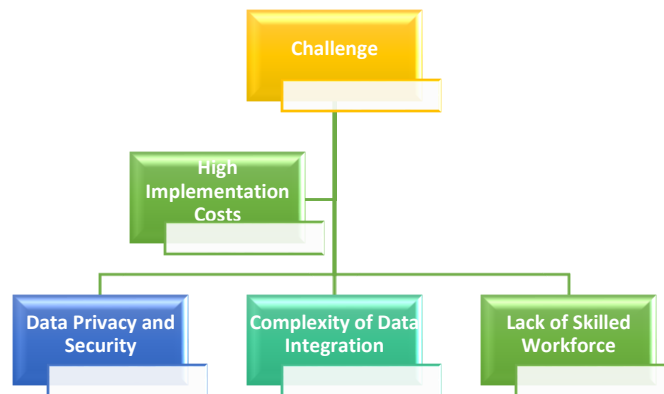 Challenge
High
Implementation
Costs
Data Privacy and
Security
Complexity of Data
Integration
Lack of Skilled
Workforce